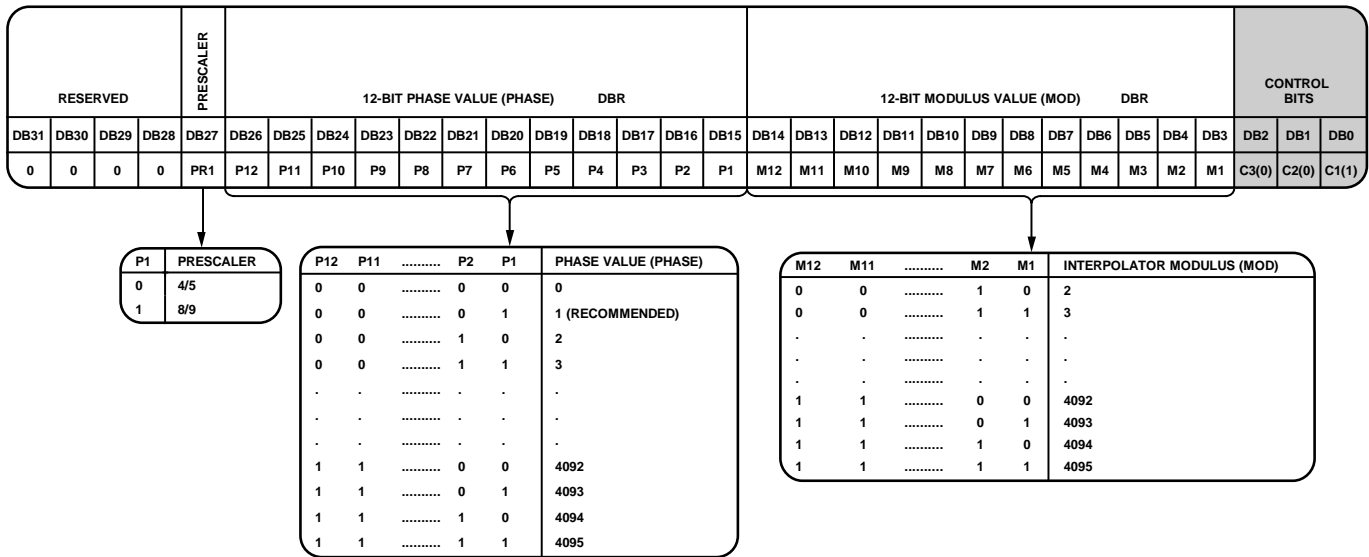 RESERVED PRESCALER 12-BIT PHASE VALUE (PHASE) DBR 12-BIT MODULUS VALUE (MOD) DBR CONTROL BITS
DB31 DB30 DB29 DB28 DB27 DB26 DB25 DB24 DB23 DB22 DB21 DB20 DB19 DB18 DB17 DB16 DB15 DB14 DB13 DB12 DB11 DB10 DB9 DB8 DB7 DB6 DB5 DB4 DB3 DB2 DB1 DB0
0 0 0 0 PR1 P12 P11 P10 P9 P8 P7 P6 P5 P4 P3 P2 P1 M12 M11 M10 M9 M8 M7 M6 M5 M4 M3 M2 M1 C3(0) C2(0) C1(1)
P1 PRESCALER
0 4/5
1 8/9
P12 P11 .......... P2 P1 PHASE VALUE (PHASE)
0 0 .......... 0 0 0
0 0 .......... 0 1 1 (RECOMMENDED)
0 0 .......... 1 0 2
0 0 .......... 1 1 3
. . .......... . . .
. . .......... . . .
. . .......... . . .
1 1 .......... 0 0 4092
1 1 .......... 0 1 4093
1 1 .......... 1 0 4094
1 1 .......... 1 1 4095
M12 M11 .......... M2 M1 INTERPOLATOR MODULUS (MOD)
0 0 .......... 1 0 2
0 0 .......... 1 1 3
. . .......... . . .
. . .......... . . .
. . .......... . . .
1 1 .......... 0 0 4092
1 1 .......... 0 1 4093
1 1 .......... 1 0 4094
1 1 .......... 1 1 4095